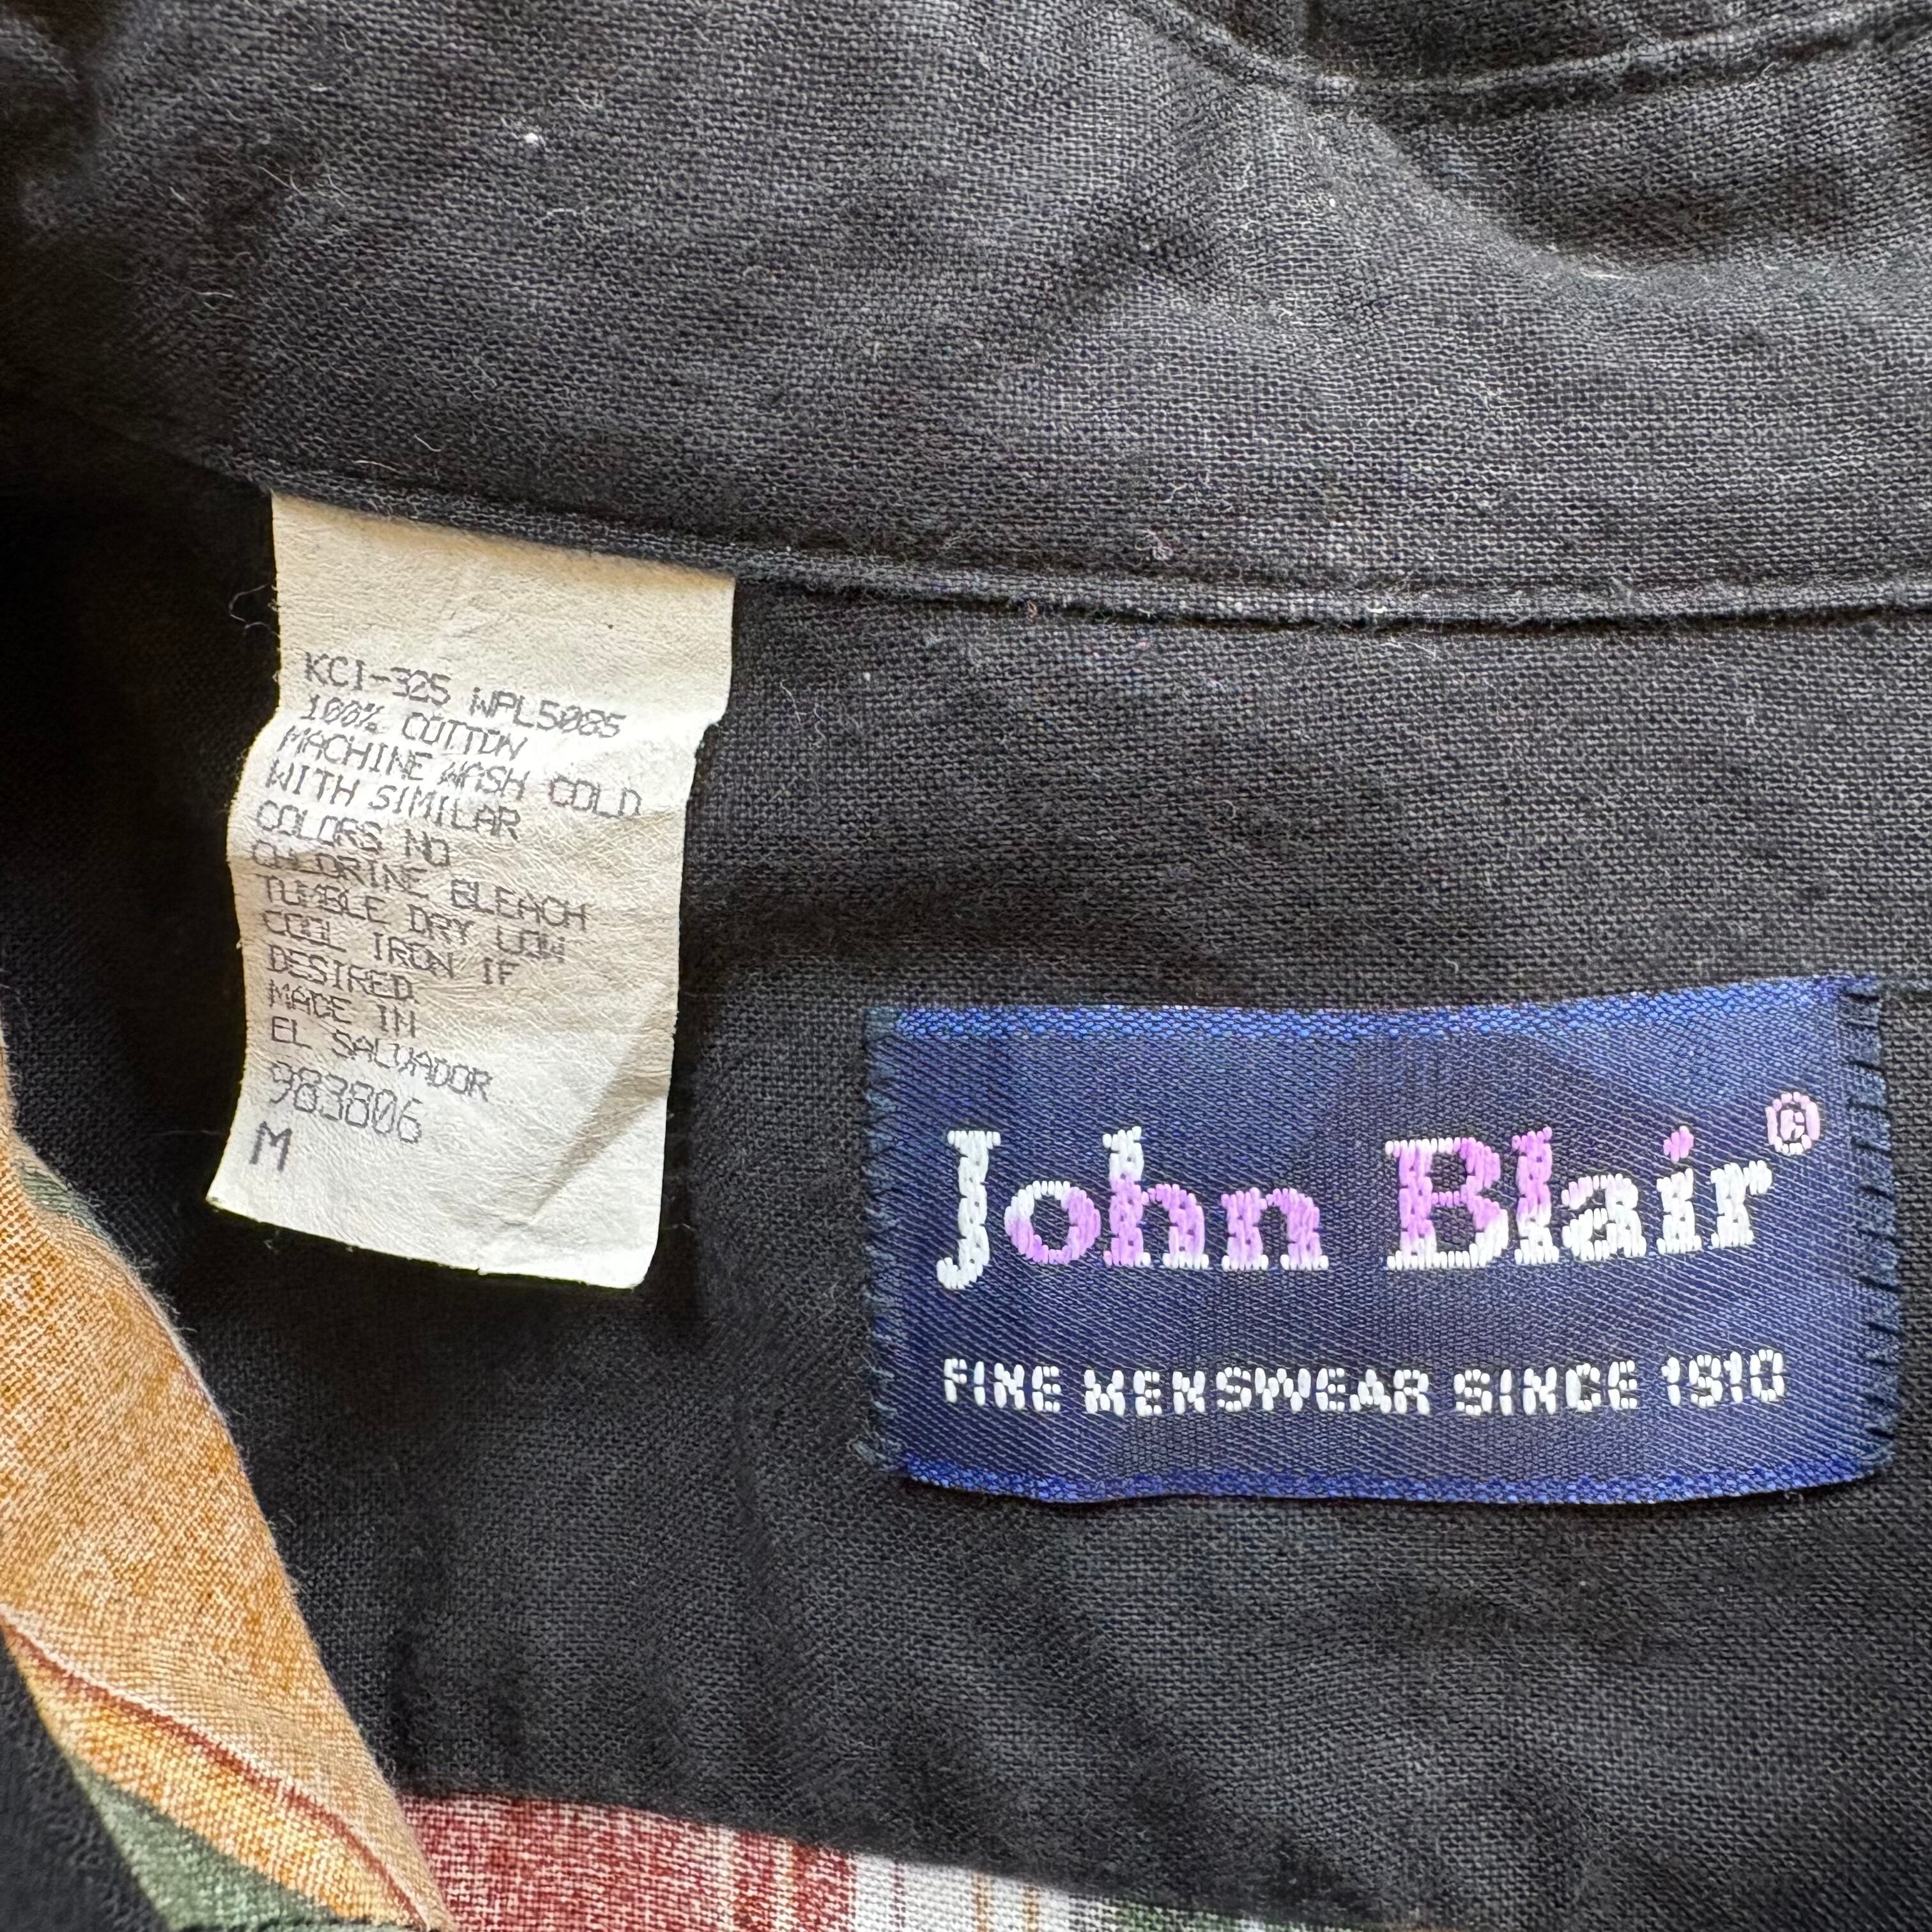 KCI-325 WPL5085
100% COTTON
MACHINE WASH COLD
WITH SIMILAR
COLORS NO
CHLORINE BLEACH
TUMBLE DRY LOW
COOL IRON IF
DESIRED.
MADE IN
EL SALVADOR
983806
M
John Blair®
FINE MENSWEAR SINCE 1910